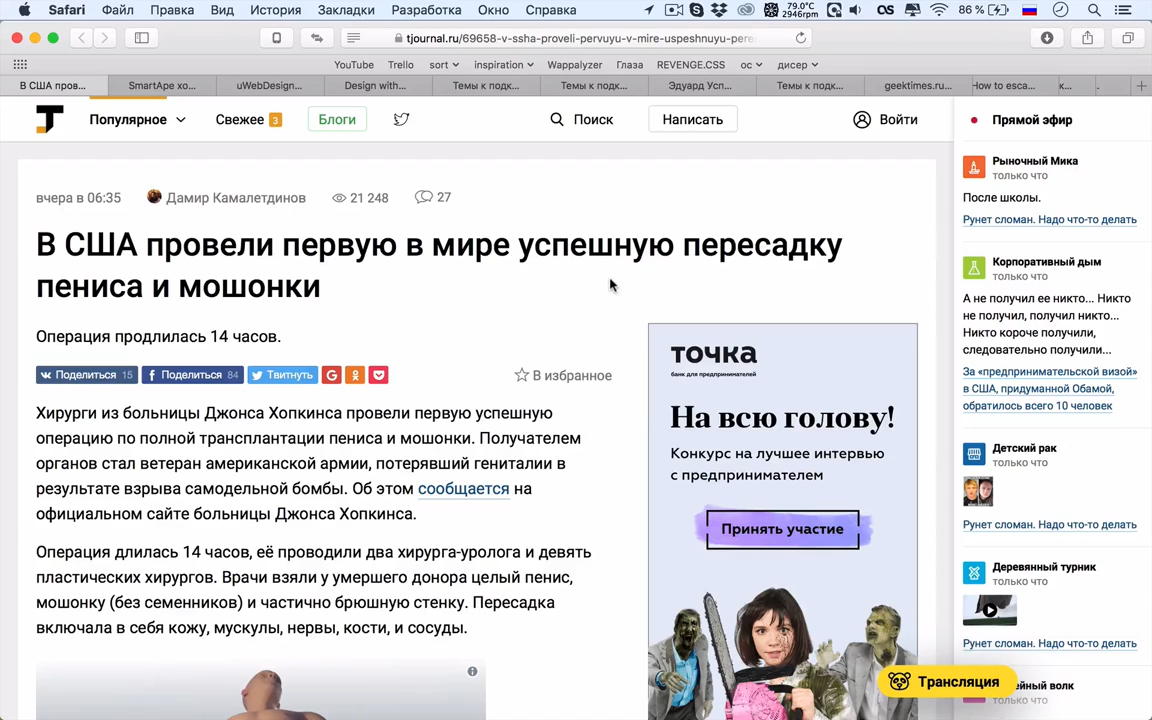 Safari Файл Правка Вид История Закладки Разработка Окно Справка 79.0°C 2946rpm 86 %
tjournal.ru/69658-v-ssha-proveli-pervuyu-v-mire-uspeshnuyu-pere
YouTube Trello sort inspiration Wappalyzer Глаза REVENGE.CSS ос дисер
В США пров... SmartApe хо... uWebDesign... Design with... Темы к подк... Темы к подк... Эдуард Усп... Темы к подк... geektimes.ru... How to esca... к... .
Популярное Свежее 3 Блоги Поиск Написать Войти
Прямой эфир
вчера в 06:35 Дамир Камалетдинов 21 248 27
В США провели первую в мире успешную пересадку
пениса и мошонки
Операция продлилась 14 часов.
Поделиться 15 Поделиться 84 Твитнуть В избранное
Хирурги из больницы Джонса Хопкинса провели первую успешную
операцию по полной трансплантации пениса и мошонки. Получателем
органов стал ветеран американской армии, потерявший гениталии в
результате взрыва самодельной бомбы. Об этом сообщается на
официальном сайте больницы Джонса Хопкинса.
Операция длилась 14 часов, её проводили два хирурга-уролога и девять
пластических хирургов. Врачи взяли у умершего донора целый пенис,
мошонку (без семенников) и частично брюшную стенку. Пересадка
включала в себя кожу, мускулы, нервы, кости, и сосуды.
точка
банк для предпринимателей
На всю голову!
Конкурс на лучшее интервью
с предпринимателем
Принять участие
Рыночный Мика
только что
После школы.
Рунет сломан. Надо что-то делать
Корпоративный дым
только что
А не получил ее никто... Никто
не получил, получил никто...
Никто короче получили,
следовательно получили...
За «предпринимательской визой»
в США, придуманной Обамой,
обратилось всего 10 человек
Детский рак
только что
Рунет сломан. Надо что-то делать
Деревянный турник
только что
Рунет сломан. Надо что-то делать
Трансляция
ейный волк
только что